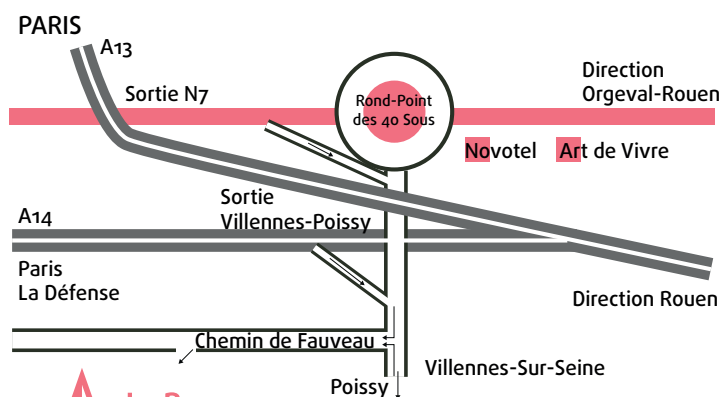 PARIS
A13
Sortie N7
Rond-Point
des 40 Sous
Direction
Orgeval-Rouen
Novotel
Art de Vivre
Sortie
Villennes-Poissy
A14
Paris
La Défense
Direction Rouen
Chemin de Fauveau
Villennes-Sur-Seine
Poissy